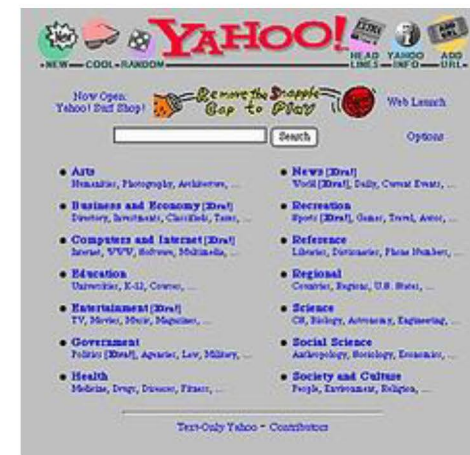 New
EXTRA
ADD URL
YAHOO!
NEW COOL RANDOM
HEAD LINES YAHOO INFO ADD URL
Now Open:
Yahoo! Surf Shop!
Remove the Snapple
Cap to Play
Web Launch
Search
Options
Arts
Humanities, Photography, Architecture, ...
Business and Economy [Xtra!]
Directory, Investments, Classifieds, Taxes, ...
Computers and Internet [Xtra!]
Internet, WWW, Software, Multimedia, ...
Education
Universities, K-12, Courses, ...
Entertainment [Xtra!]
TV, Movies, Music, Magazines, ...
Government
Politics [Xtra!], Agencies, Law, Military, ...
Health
Medicine, Drugs, Diseases, Fitness, ...
News [Xtra!]
World [Xtra!], Daily, Current Events, ...
Recreation
Sports [Xtra!], Games, Travel, Autos, ...
Reference
Libraries, Dictionaries, Phone Numbers, ...
Regional
Countries, Regions, U.S. States, ...
Science
CS, Biology, Astronomy, Engineering, ...
Social Science
Anthropology, Sociology, Economics, ...
Society and Culture
People, Environment, Religion, ...
Text-Only Yahoo - Contributors